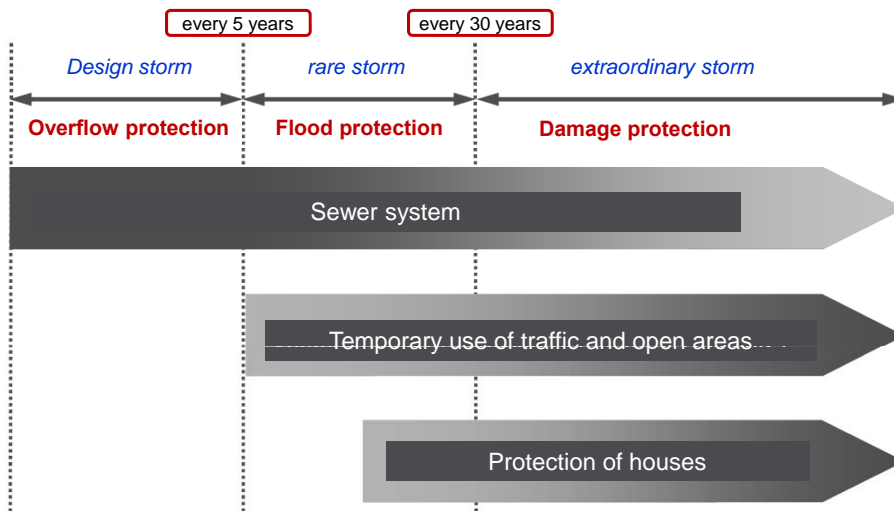 every 5 years
every 30 years
Design storm
rare storm
extraordinary storm
Overflow protection
Flood protection
Damage protection
Sewer system
Temporary use of traffic and open areas
Protection of houses